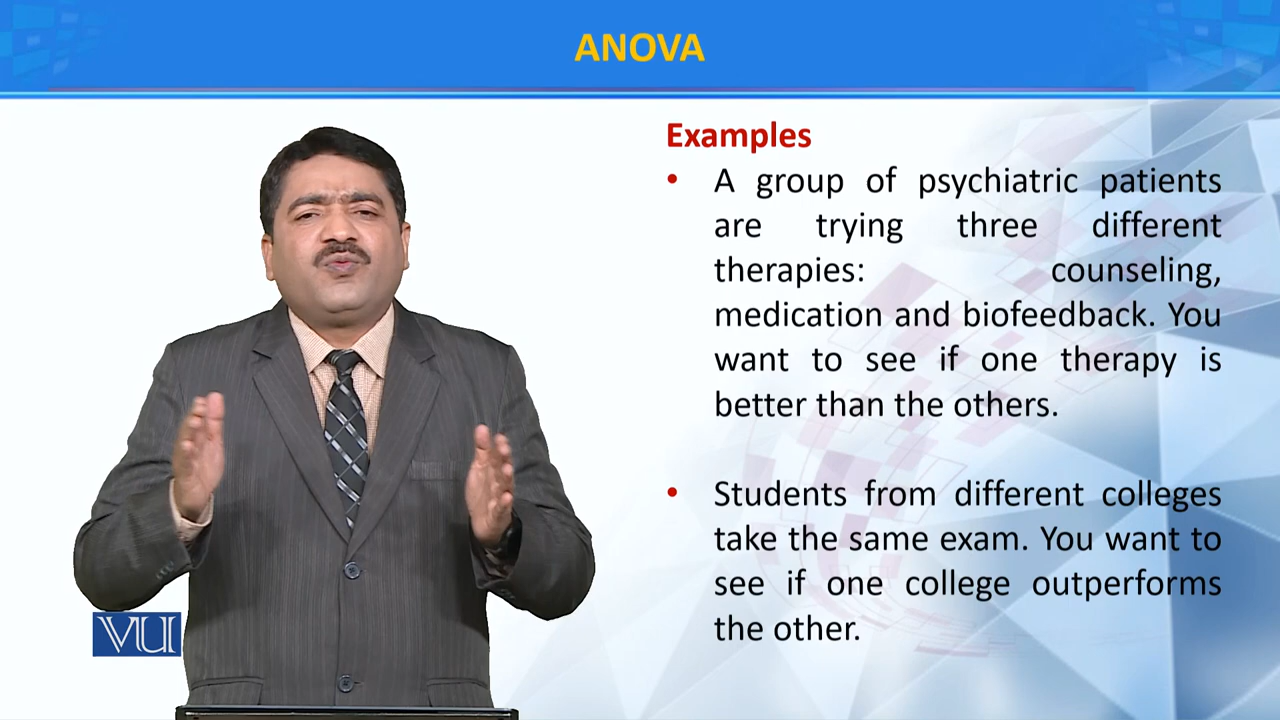 ANOVA
Examples
• A group of psychiatric patients
are trying three different
therapies: counseling,
medication and biofeedback. You
want to see if one therapy is
better than the others.
• Students from different colleges
take the same exam. You want to
see if one college outperforms
the other.
VU